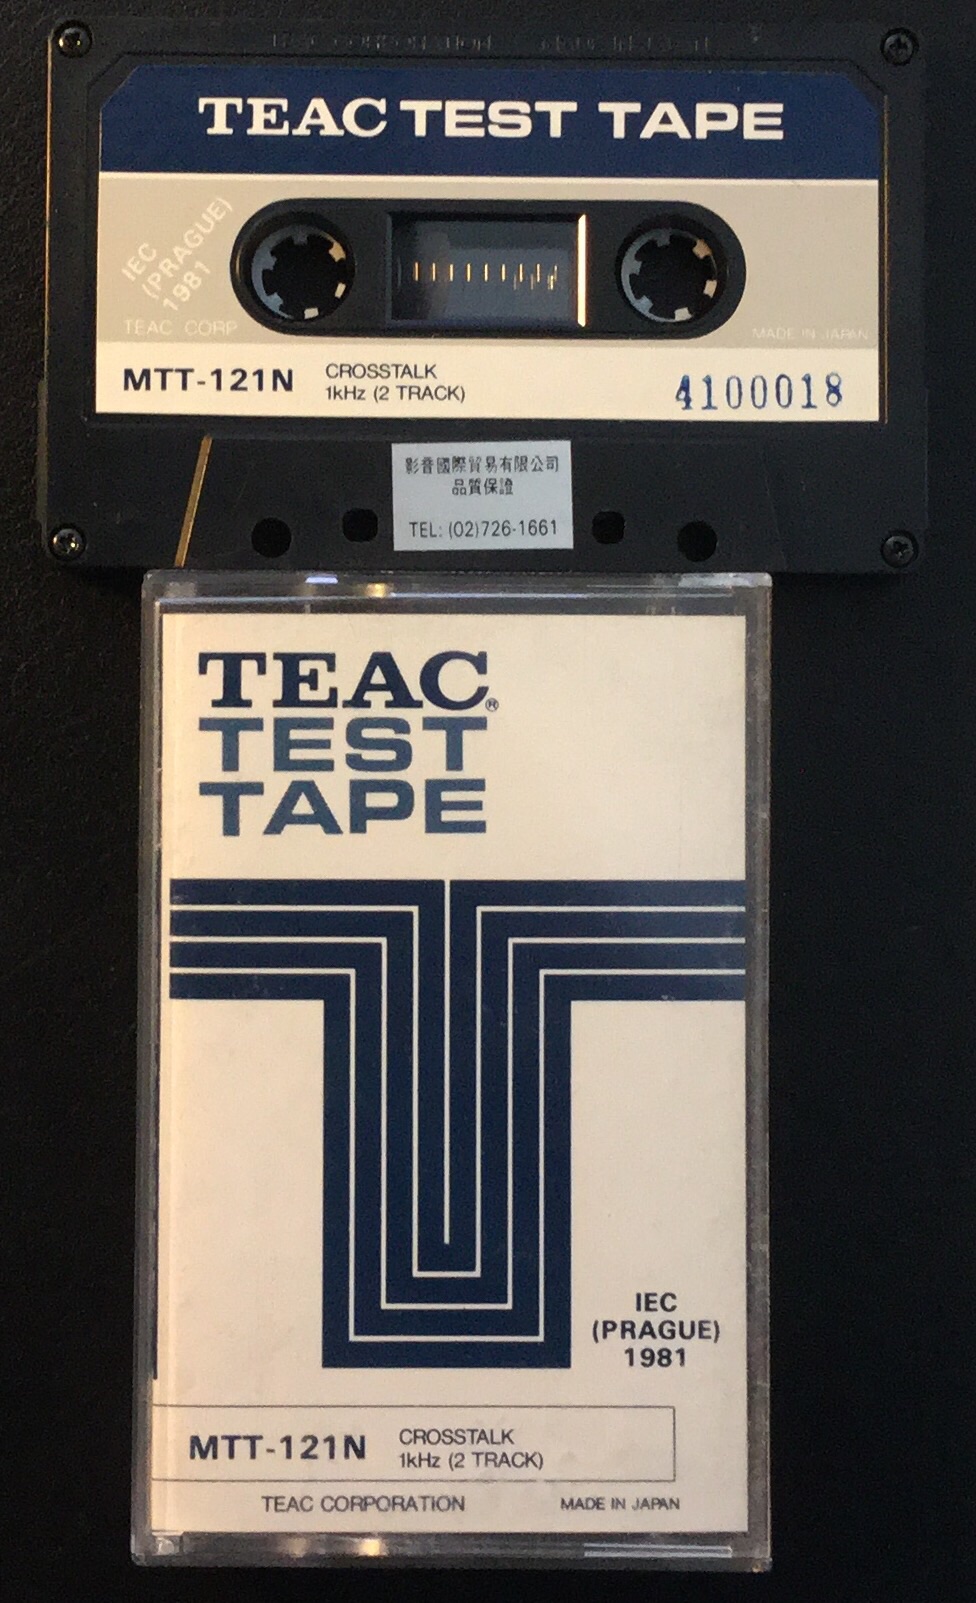 TEAC TEST TAPE
IEC
(PRAGUE)
1981
TEAC CORP
MADE IN JAPAN
MTT-121N
CROSSTALK
1kHz (2 TRACK)
4100018
影音國際貿易有限公司
品質保證
TEL: (02)726-1661
TEAC®
TEST
TAPE
IEC
(PRAGUE)
1981
MTT-121N
CROSSTALK
1kHz (2 TRACK)
TEAC CORPORATION
MADE IN JAPAN